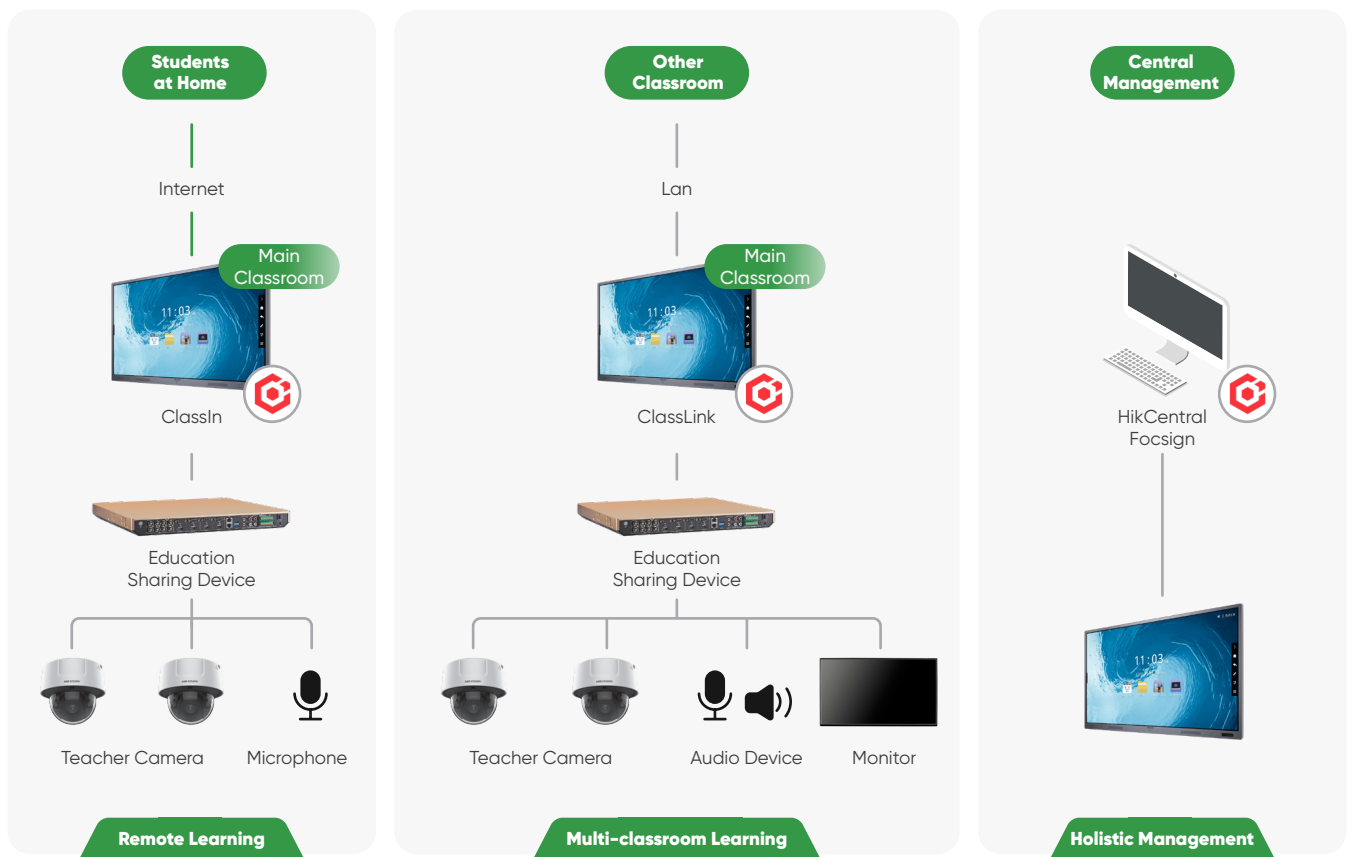 Students
at Home
Internet
Main
Classroom
11:03
ClassIn
Education
Sharing Device
Teacher Camera
Microphone
Remote Learning
Other
Classroom
Lan
Main
Classroom
11:03
ClassLink
Education
Sharing Device
Teacher Camera
Audio Device
Monitor
Multi-classroom Learning
Central
Management
HikCentral
Focsign
11:03
Holistic Management